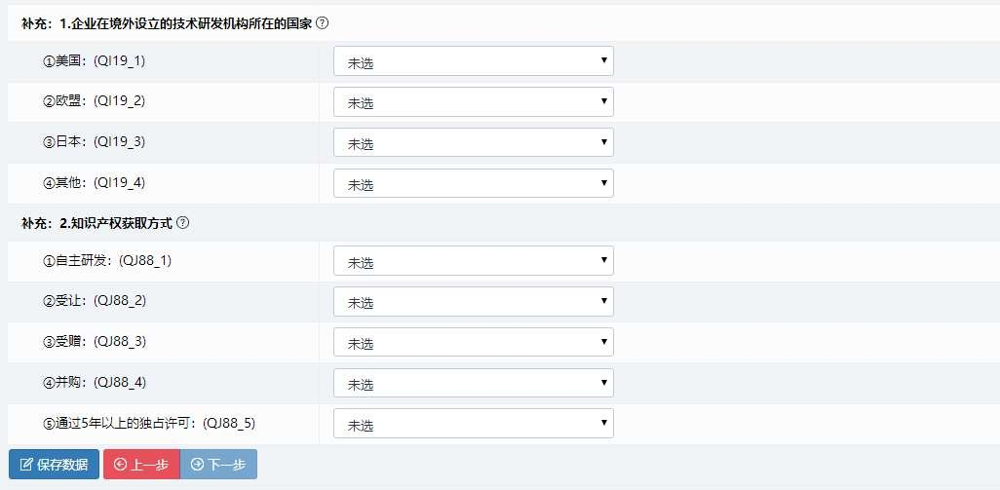 补充：1.企业在境外设立的技术研发机构所在的国家 ?
①美国：(QI19_1) 未选
②欧盟：(QI19_2) 未选
③日本：(QI19_3) 未选
④其他：(QI19_4) 未选
补充：2.知识产权获取方式 ?
①自主研发：(QJ88_1) 未选
②受让：(QJ88_2) 未选
③受赠：(QJ88_3) 未选
④并购：(QJ88_4) 未选
⑤通过5年以上的独占许可：(QJ88_5) 未选
保存数据 上一步 下一步